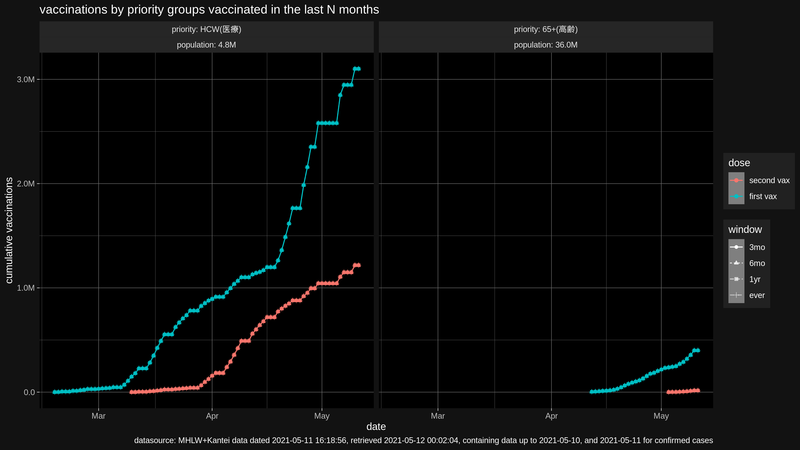 vaccinations by priority groups vaccinated in the last N months
priority: HCW(医療)
population: 4.8M
priority: 65+(高齢)
population: 36.0M
cumulative vaccinations
3.0M
2.0M
1.0M
0.0
Mar
Apr
May
Mar
Apr
May
date
dose
second vax
first vax
window
3mo
6mo
1yr
ever
datasource: MHLW+Kantei data dated 2021-05-11 16:18:56, retrieved 2021-05-12 00:02:04, containing data up to 2021-05-10, and 2021-05-11 for confirmed cases